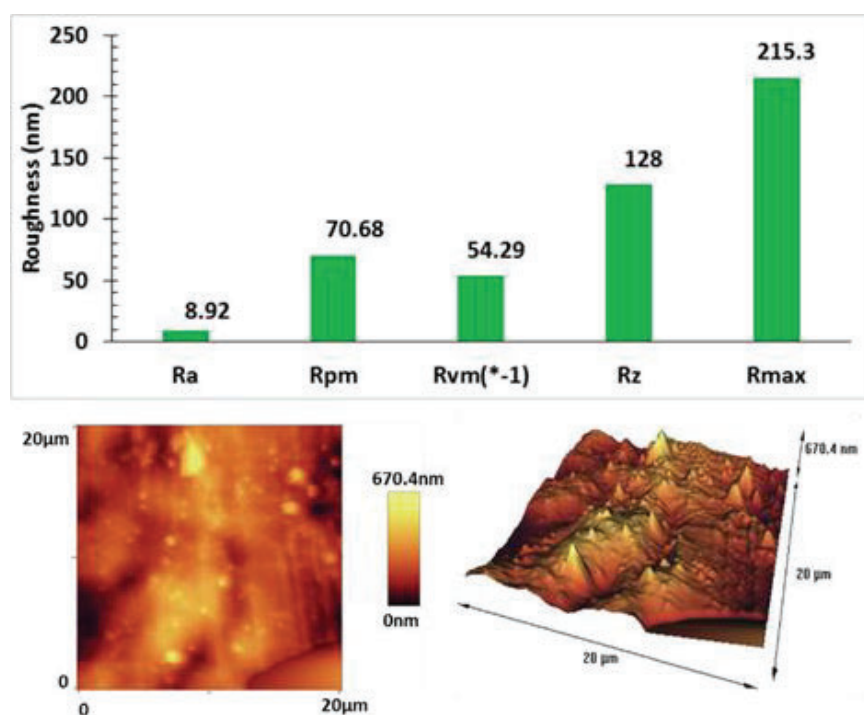 250
200
150
100
50
0
Roughness (nm)
8.92
70.68
54.29
128
215.3
Ra Rpm Rvm(*-1) Rz Rmax
20µm
0
0
20µm
670.4nm
0nm
670.4 nm
20 µm
20 µm